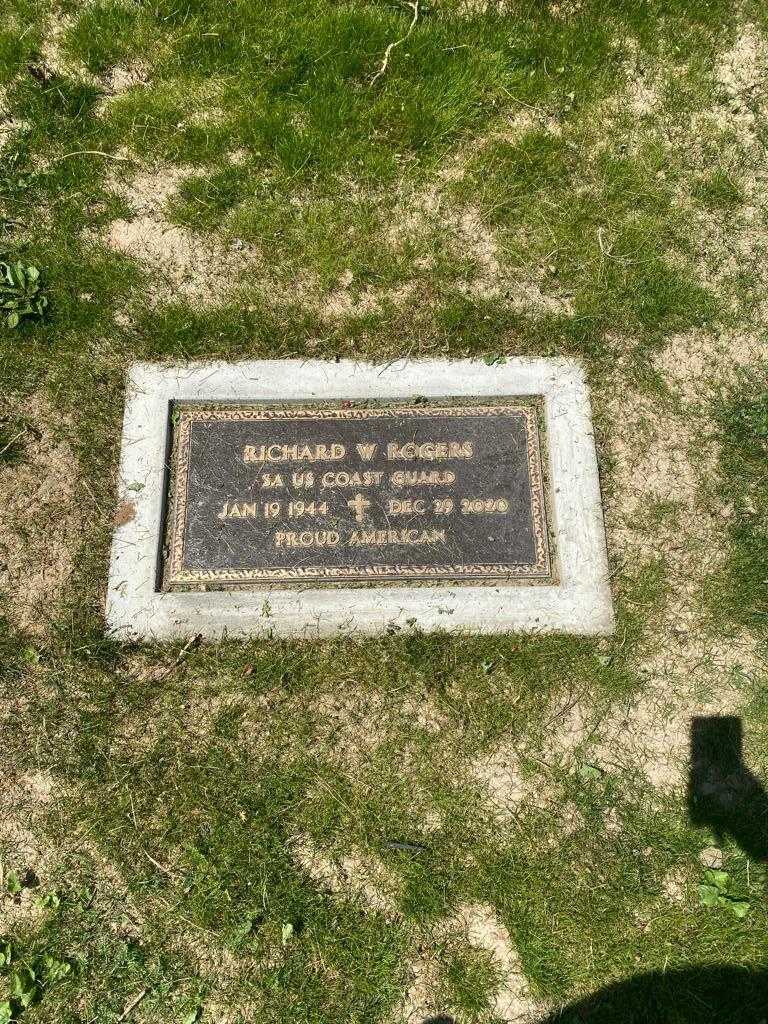 RICHARD W ROGERS
SA US COAST GUARD
JAN 19 1944 DEC 29 2020
PROUD AMERICAN